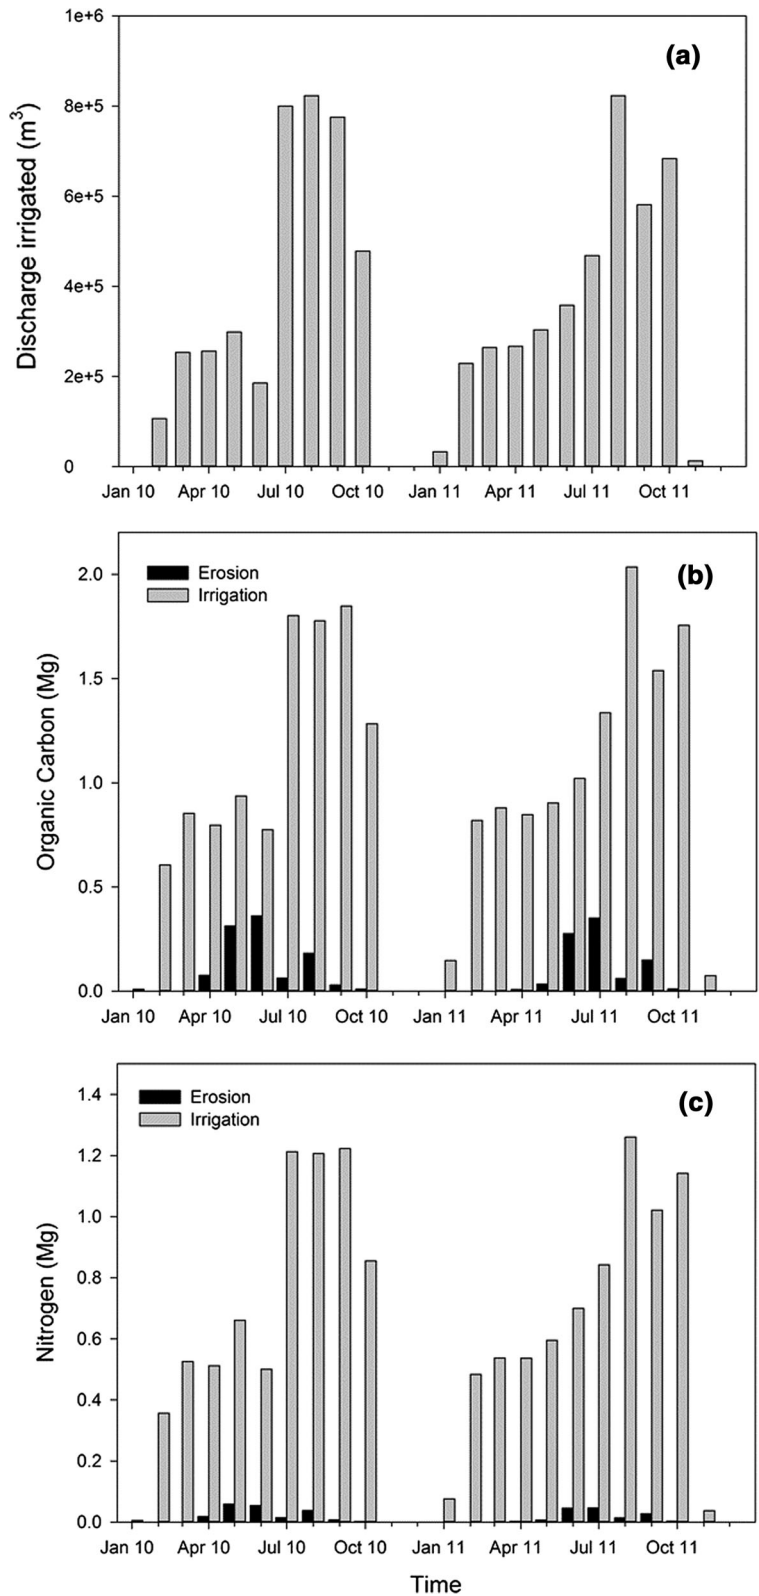 1e+6
(a)
8e+5
6e+5
4e+5
2e+5
0
Discharge irrigated (m³)
Jan 10 Apr 10 Jul 10 Oct 10 Jan 11 Apr 11 Jul 11 Oct 11
Erosion
Irrigation
(b)
2.0
1.5
1.0
0.5
0.0
Organic Carbon (Mg)
Jan 10 Apr 10 Jul 10 Oct 10 Jan 11 Apr 11 Jul 11 Oct 11
Erosion
Irrigation
(c)
1.4
1.2
1.0
0.8
0.6
0.4
0.2
0.0
Nitrogen (Mg)
Jan 10 Apr 10 Jul 10 Oct 10 Jan 11 Apr 11 Jul 11 Oct 11
Time